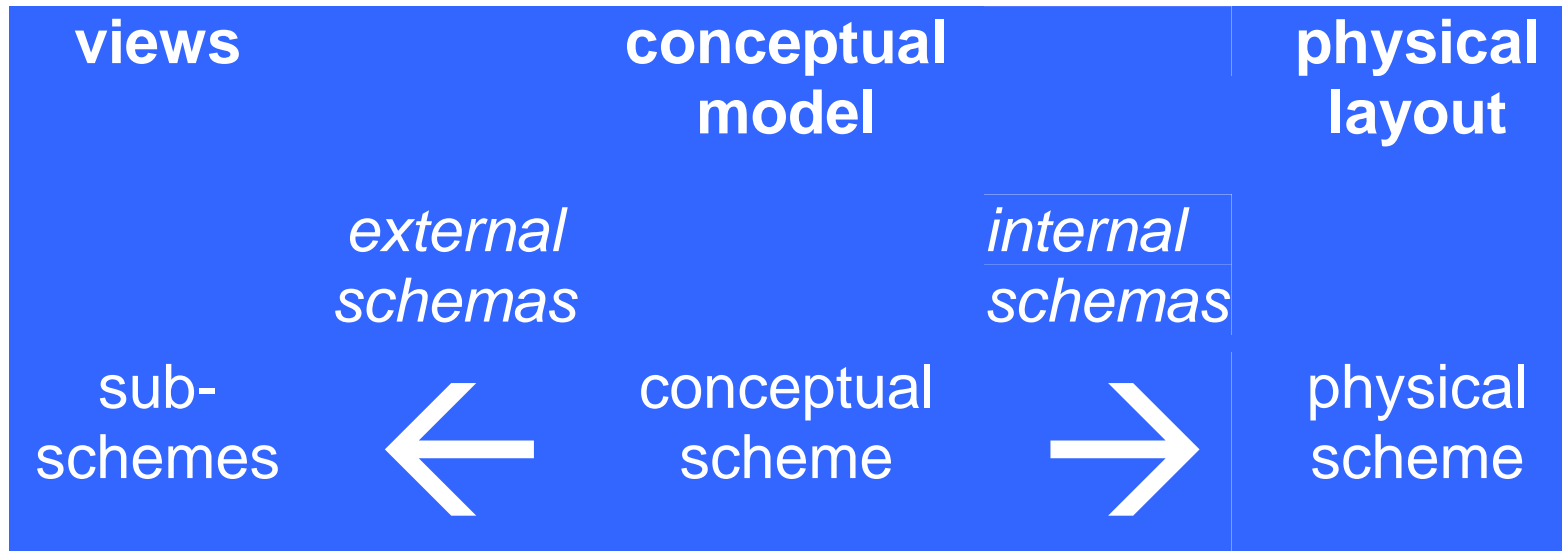 views conceptual physical
model layout
external internal
schemas schemas
sub- conceptual physical
schemes ← scheme → scheme